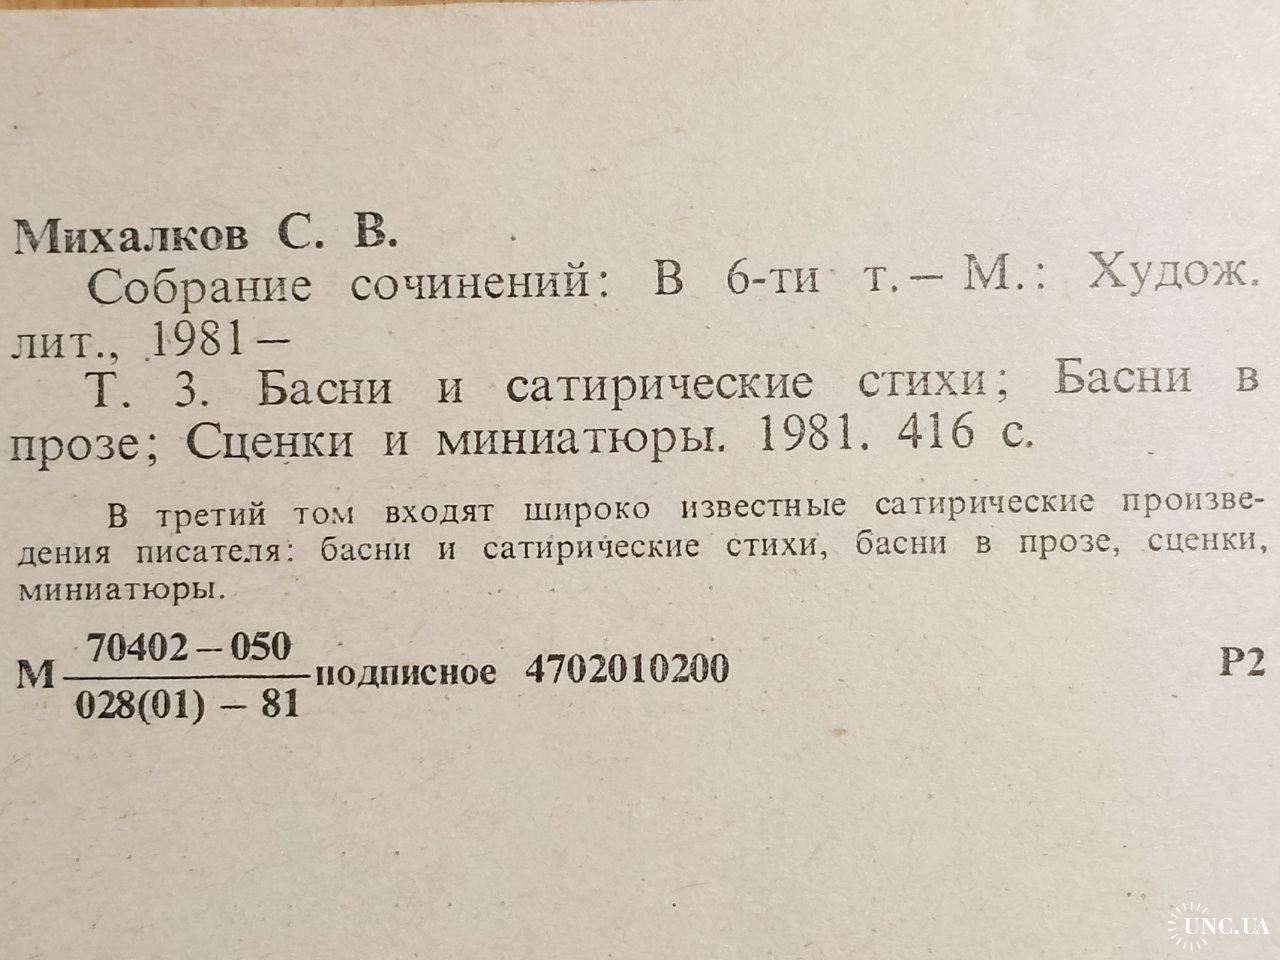 Михалков С. В.
Собрание сочинений: В 6-ти т. — М.: Худож.
лит., 1981 —
Т. 3. Басни и сатирические стихи; Басни в
прозе; Сценки и миниатюры. 1981. 416 с.
В третий том входят широко известные сатирические произве-
дения писателя: басни и сатирические стихи, басни в прозе, сценки,
миниатюры.
70402 — 050
М подписное 4702010200 Р2
028(01) — 81
UNC.UA